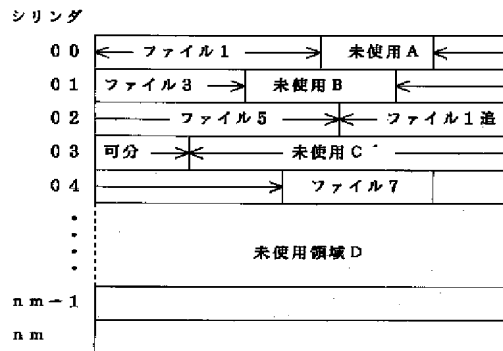 シリンダ
00 ファイル1 未使用A
01 ファイル3 未使用B
02 ファイル5 ファイル1追
03 可分 未使用C
04 ファイル7
未使用領域D
nm-1
nm